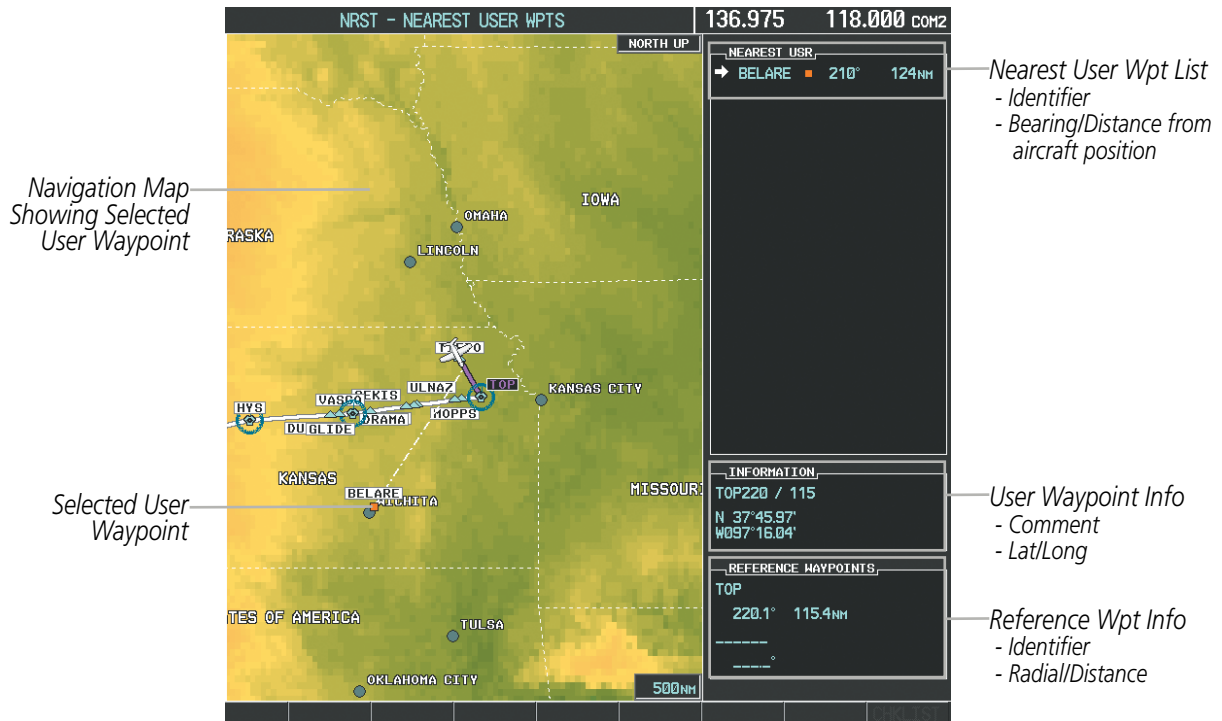 NRST - NEAREST USER WPTS
136.975 118.000 COM2
NORTH UP
IOWA
OMAHA
RASKA
LINCOLN
TOP
KANSAS CITY
ULNAZ
HYS
MOPPS
DRAMA
DU
GLIDE
KANSAS
BELARE
MISSOUR
TES OF AMERICA
TULSA
OKLAHOMA CITY
500NM
NEAREST USR
BELARE 210° 124NM
INFORMATION
TOP220 / 115
N 37°45.97'
W097°16.04'
REFERENCE WAYPOINTS
TOP
220.1° 115.4NM
______
___._°
CHKLIST
Navigation Map
Showing Selected
User Waypoint
Selected User
Waypoint
Nearest User Wpt List
- Identifier
- Bearing/Distance from
aircraft position
User Waypoint Info
- Comment
- Lat/Long
Reference Wpt Info
- Identifier
- Radial/Distance